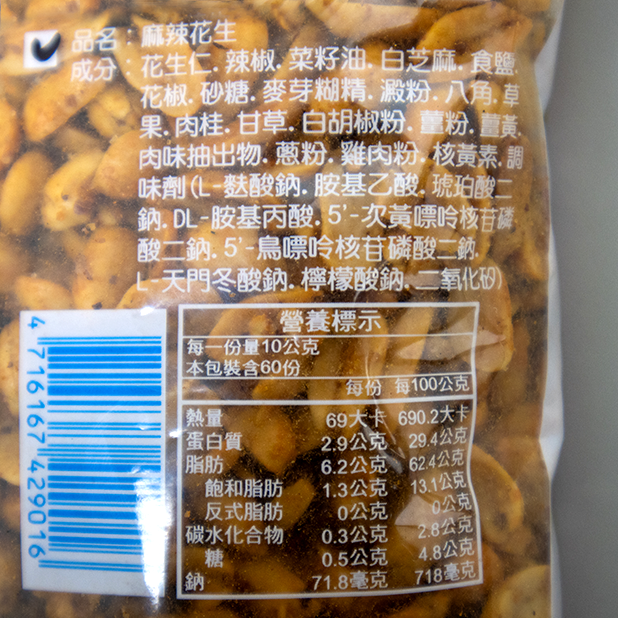 品名：麻辣花生
成分：花生仁. 辣椒. 菜籽油. 白芝麻. 食鹽.
花椒. 砂糖. 麥芽糊精. 澱粉. 八角. 草
果. 肉桂. 甘草. 白胡椒粉. 薑粉. 薑黃.
肉味抽出物. 蔥粉. 雞肉粉. 核黃素. 調
味劑(L-麩酸鈉. 胺基乙酸. 琥珀酸二
鈉. DL-胺基丙酸. 5'-次黃嘌呤核苷磷
酸二鈉. 5'-鳥嘌呤核苷磷酸二鈉.
L-天門冬酸鈉. 檸檬酸鈉. 二氧化矽)
營養標示
每一份量10公克
本包裝含60份
每份 每100公克
熱量 69大卡 690.2大卡
蛋白質 2.9公克 29.4公克
脂肪 6.2公克 62.4公克
飽和脂肪 1.3公克 13.1公克
反式脂肪 0公克 0公克
碳水化合物 0.3公克 2.8公克
糖 0.5公克 4.8公克
鈉 71.8毫克 718毫克
4 716167 429016